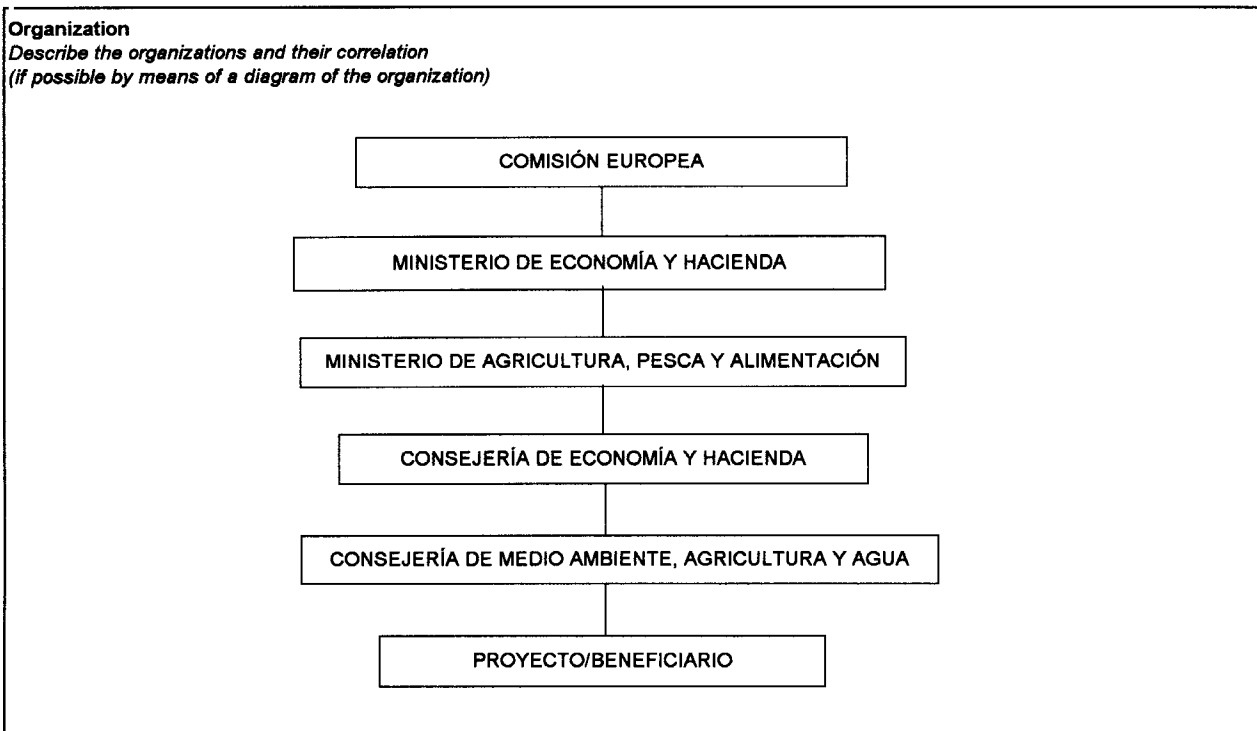 Organization
Describe the organizations and their correlation
(if possible by means of a diagram of the organization)
COMISIÓN EUROPEA
MINISTERIO DE ECONOMÍA Y HACIENDA
MINISTERIO DE AGRICULTURA, PESCA Y ALIMENTACIÓN
CONSEJERÍA DE ECONOMÍA Y HACIENDA
CONSEJERÍA DE MEDIO AMBIENTE, AGRICULTURA Y AGUA
PROYECTO/BENEFICIARIO